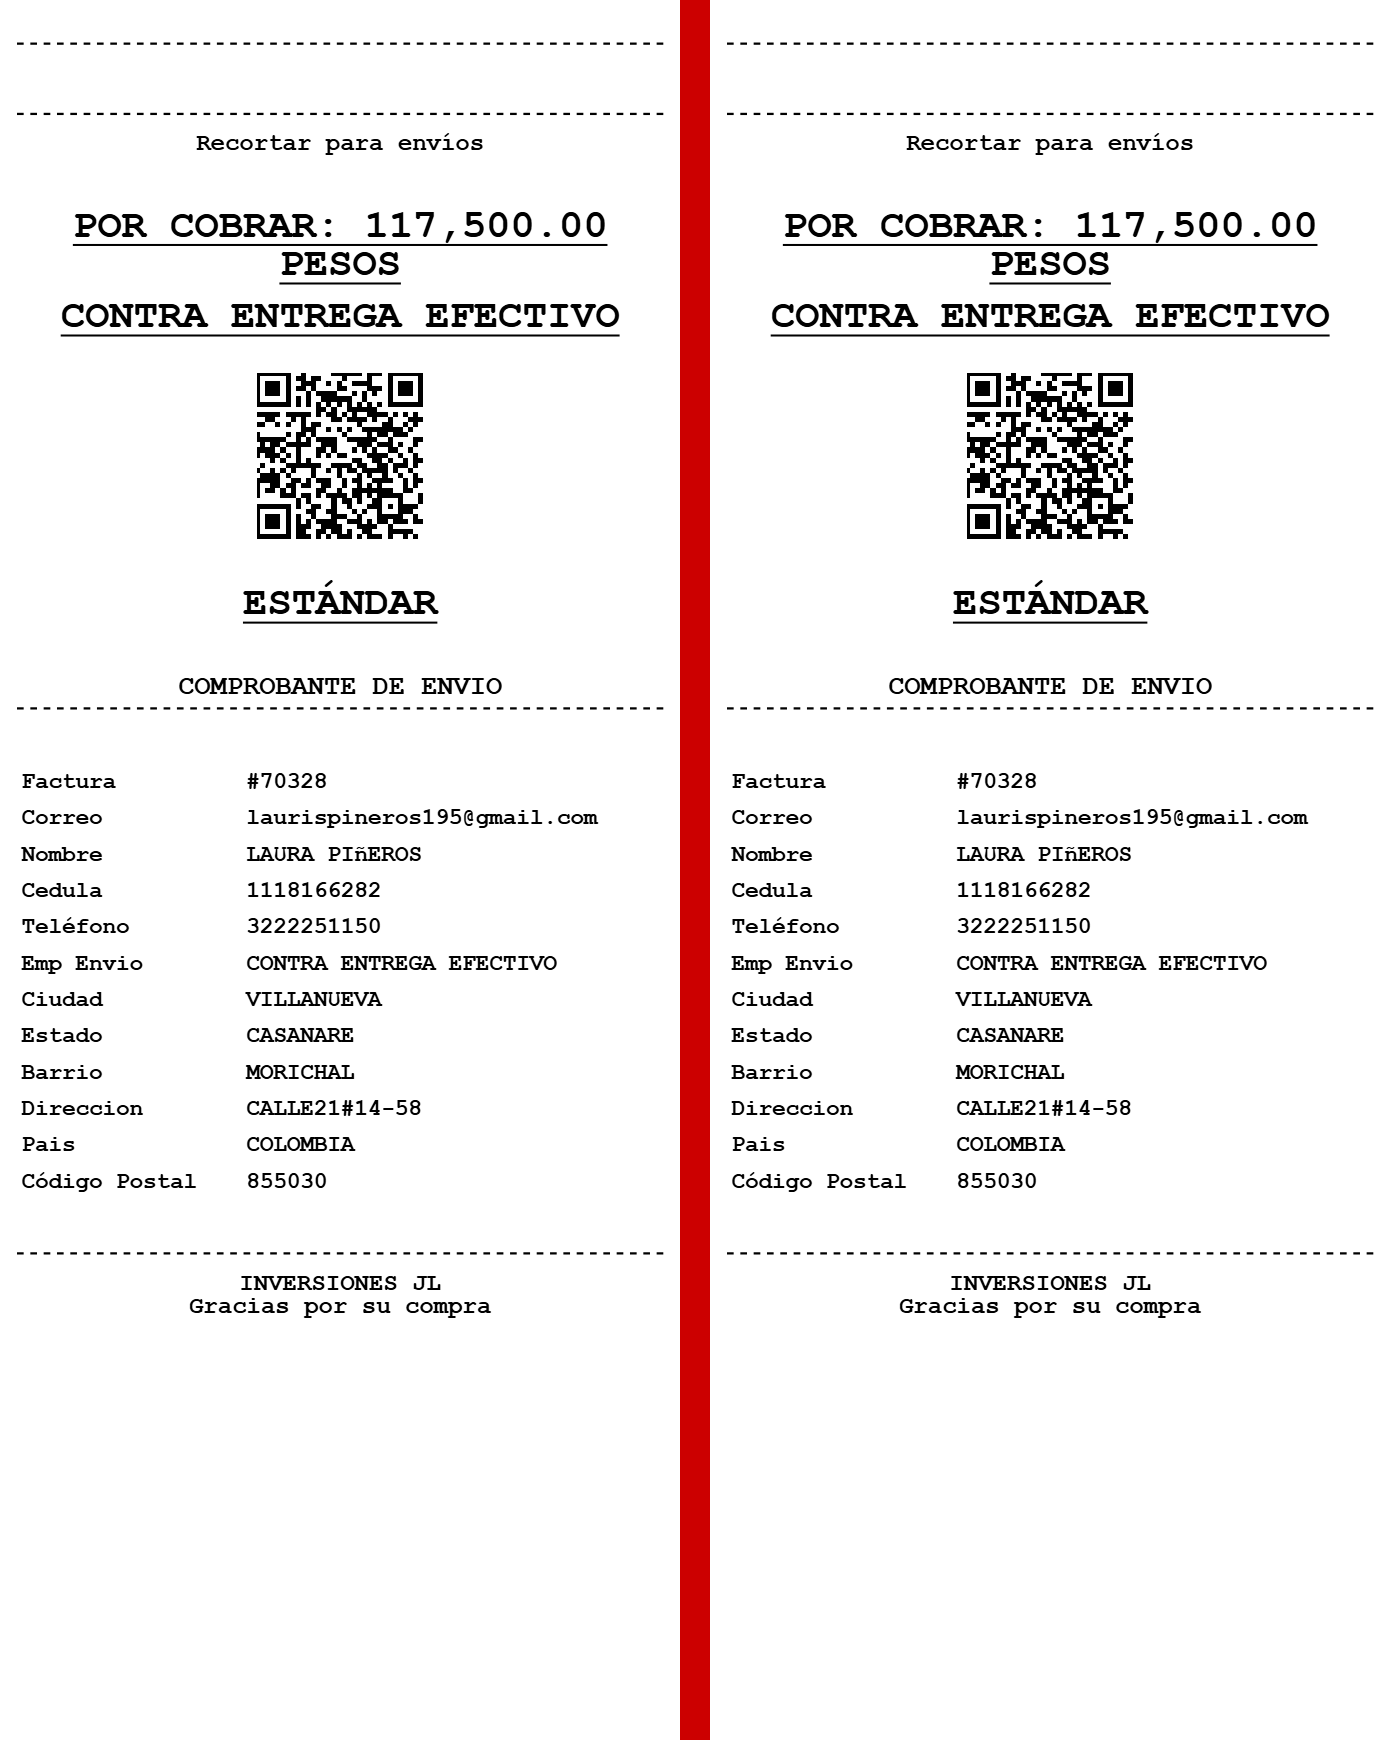 Recortar para envíos
POR COBRAR: 117,500.00
PESOS
CONTRA ENTREGA EFECTIVO
ESTÁNDAR
COMPROBANTE DE ENVIO
Factura #70328
Correo laurispineros195@gmail.com
Nombre LAURA PIñEROS
Cedula 1118166282
Teléfono 3222251150
Emp Envio CONTRA ENTREGA EFECTIVO
Ciudad VILLANUEVA
Estado CASANARE
Barrio MORICHAL
Direccion CALLE21#14-58
Pais COLOMBIA
Código Postal 855030
INVERSIONES JL
Gracias por su compra
Recortar para envíos
POR COBRAR: 117,500.00
PESOS
CONTRA ENTREGA EFECTIVO
ESTÁNDAR
COMPROBANTE DE ENVIO
Factura #70328
Correo laurispineros195@gmail.com
Nombre LAURA PIñEROS
Cedula 1118166282
Teléfono 3222251150
Emp Envio CONTRA ENTREGA EFECTIVO
Ciudad VILLANUEVA
Estado CASANARE
Barrio MORICHAL
Direccion CALLE21#14-58
Pais COLOMBIA
Código Postal 855030
INVERSIONES JL
Gracias por su compra